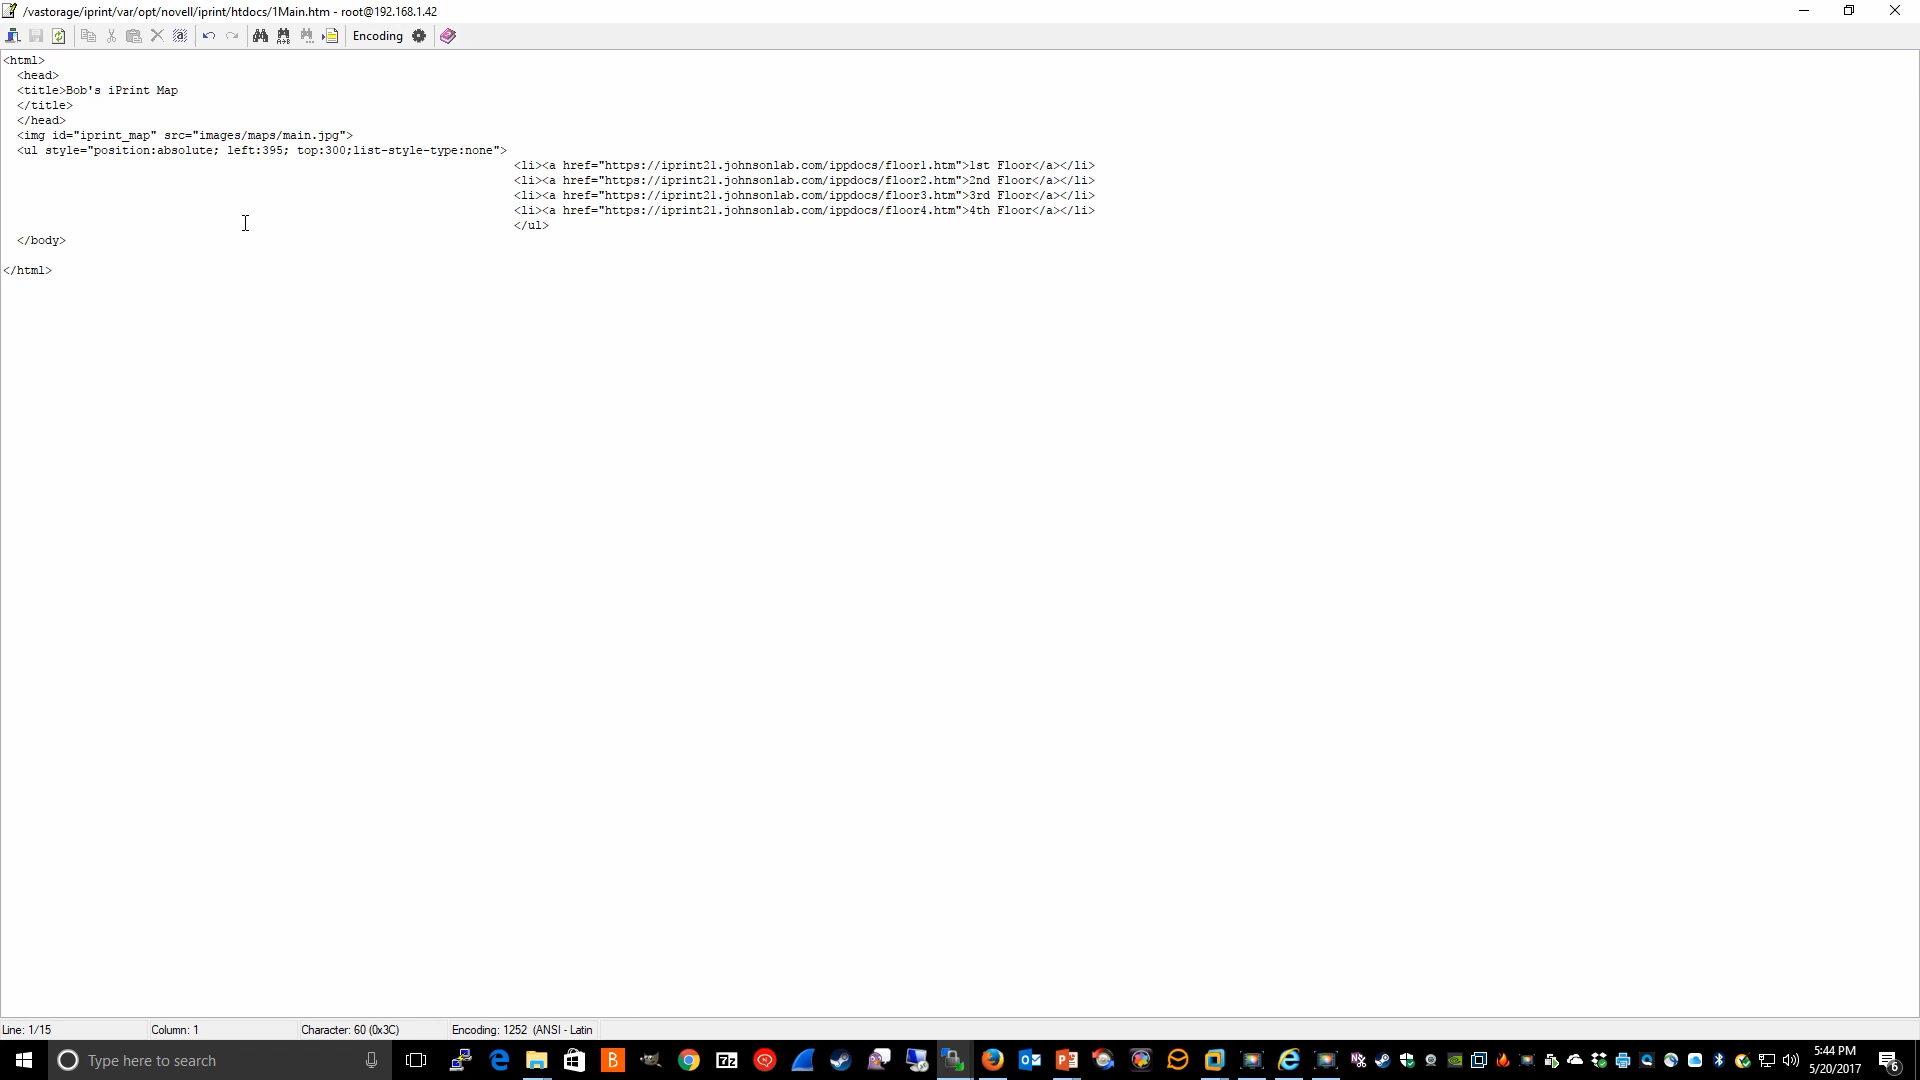 /vastorage/iprint/var/opt/novell/iprint/htdocs/1Main.htm - root@192.168.1.42
Encoding
<html>
<head>
<title>Bob's iPrint Map
</title>
</head>
<img id="iprint_map" src="images/maps/main.jpg">
<ul style="position:absolute; left:395; top:300;list-style-type:none">
<li><a href="https://iprint21.johnsonlab.com/ippdocs/floor1.htm">1st Floor</a></li>
<li><a href="https://iprint21.johnsonlab.com/ippdocs/floor2.htm">2nd Floor</a></li>
<li><a href="https://iprint21.johnsonlab.com/ippdocs/floor3.htm">3rd Floor</a></li>
<li><a href="https://iprint21.johnsonlab.com/ippdocs/floor4.htm">4th Floor</a></li>
</ul>
</body>
</html>
Line: 1/15 Column: 1 Character: 60 (0x3C) Encoding: 1252 (ANSI - Latin
Type here to search
5:44 PM
5/20/2017